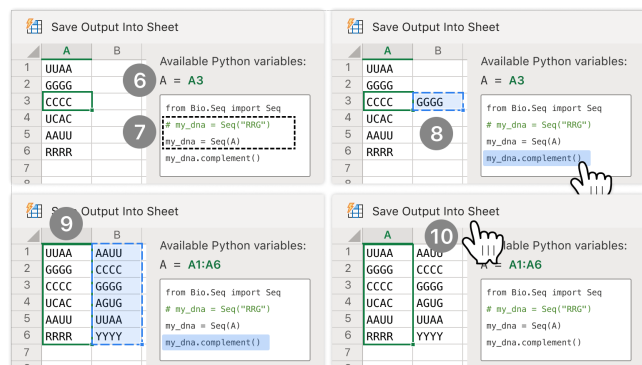 Save Output Into Sheet
A B
1 UUAA
2 GGGG
3 CCCC
4 UCAC
5 AAUU
6 RRRR
7
8
6
Available Python variables:
A = A3
7
from Bio.Seq import Seq
# my_dna = Seq("RRG")
my_dna = Seq(A)
my_dna.complement()
Save Output Into Sheet
A B
1 UUAA
2 GGGG
3 CCCC GGGG
4 UCAC
5 AAUU
6 RRRR
7
8
8
Available Python variables:
A = A3
from Bio.Seq import Seq
# my_dna = Seq("RRG")
my_dna = Seq(A)
my_dna.complement()
9
Output Into Sheet
A B
1 UUAA AAUU
2 GGGG CCCC
3 CCCC GGGG
4 UCAC AGUG
5 AAUU UUAA
6 RRRR YYYY
7
Available Python variables:
A = A1:A6
from Bio.Seq import Seq
# my_dna = Seq("RRG")
my_dna = Seq(A)
my_dna.complement()
Save Output Into Sheet
10
A
1 UUAA AAUU
2 GGGG CCCC
3 CCCC GGGG
4 UCAC AGUG
5 AAUU UUAA
6 RRRR YYYY
7
Python variables:
A = A1:A6
from Bio.Seq import Seq
# my_dna = Seq("RRG")
my_dna = Seq(A)
my_dna.complement()